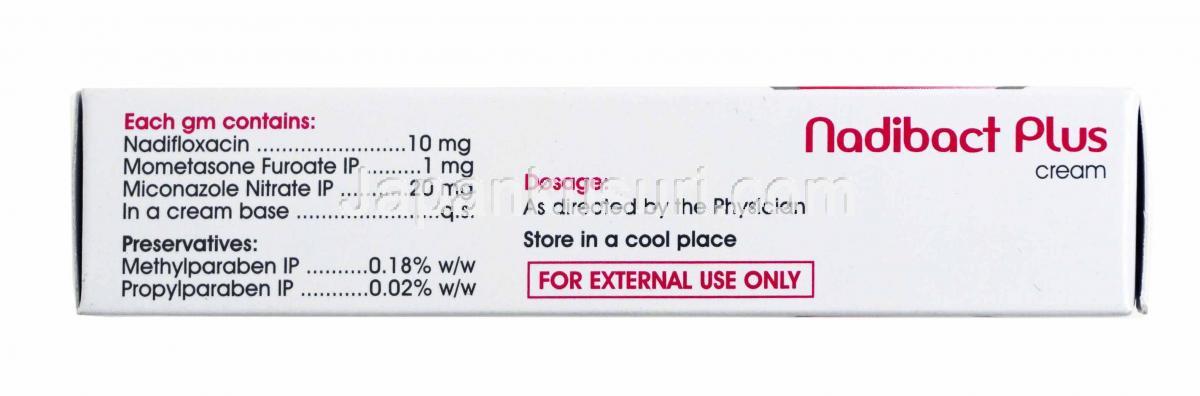 Each gm contains:
Nadifloxacin ........................10 mg
Mometasone Furoate IP .........1 mg
Miconazole Nitrate IP ...........20 mg
In a cream base .......................q.s.
Preservatives:
Methylparaben IP ..........0.18% w/w
Propylparaben IP ...........0.02% w/w
Dosage:
As directed by the Physician
Store in a cool place
FOR EXTERNAL USE ONLY
Nadibact Plus
cream
Japankusuri.com